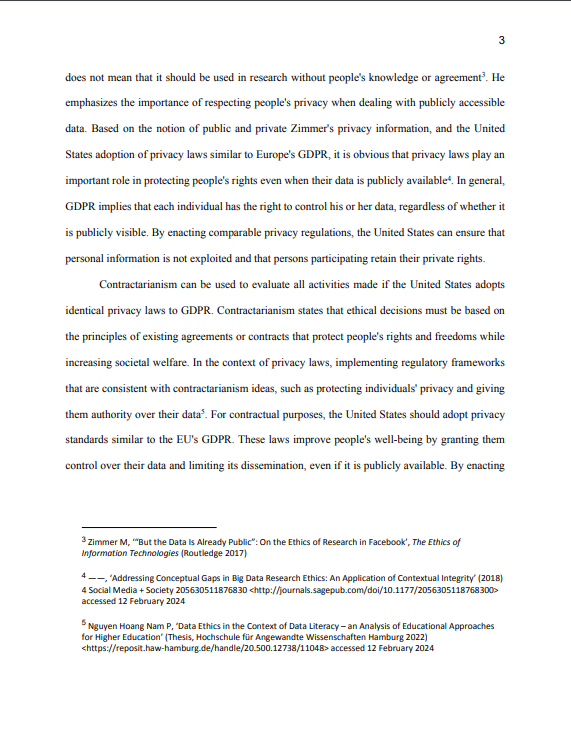 3
does not mean that it should be used in research without people's knowledge or agreement³. He
emphasizes the importance of respecting people's privacy when dealing with publicly accessible
data. Based on the notion of public and private Zimmer's privacy information, and the United
States adoption of privacy laws similar to Europe's GDPR, it is obvious that privacy laws play an
important role in protecting people's rights even when their data is publicly available⁴. In general,
GDPR implies that each individual has the right to control his or her data, regardless of whether it
is publicly visible. By enacting comparable privacy regulations, the United States can ensure that
personal information is not exploited and that persons participating retain their private rights.
Contractarianism can be used to evaluate all activities made if the United States adopts
identical privacy laws to GDPR. Contractarianism states that ethical decisions must be based on
the principles of existing agreements or contracts that protect people's rights and freedoms while
increasing societal welfare. In the context of privacy laws, implementing regulatory frameworks
that are consistent with contractarianism ideas, such as protecting individuals' privacy and giving
them authority over their data⁵. For contractual purposes, the United States should adopt privacy
standards similar to the EU's GDPR. These laws improve people's well-being by granting them
control over their data and limiting its dissemination, even if it is publicly available. By enacting
³ Zimmer M, ‘“But the Data Is Already Public”: On the Ethics of Research in Facebook’, The Ethics of
Information Technologies (Routledge 2017)
⁴ ——, ‘Addressing Conceptual Gaps in Big Data Research Ethics: An Application of Contextual Integrity’ (2018)
4 Social Media + Society 205630511876830 <http://journals.sagepub.com/doi/10.1177/2056305118768300>
accessed 12 February 2024
⁵ Nguyen Hoang Nam P, ‘Data Ethics in the Context of Data Literacy – an Analysis of Educational Approaches
for Higher Education’ (Thesis, Hochschule für Angewandte Wissenschaften Hamburg 2022)
<https://reposit.haw-hamburg.de/handle/20.500.12738/11048> accessed 12 February 2024